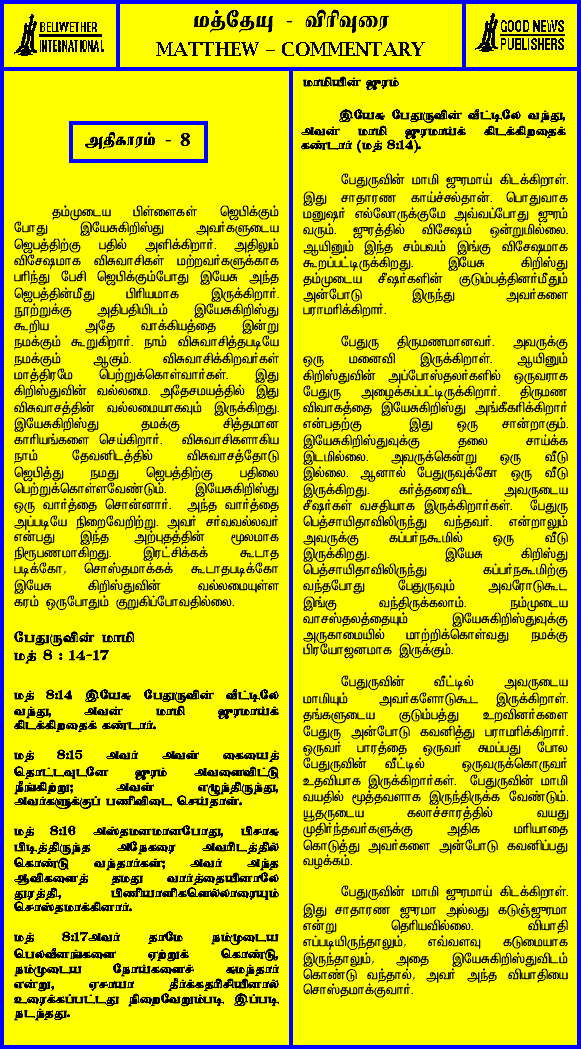 BELLWETHER
INTERNATIONAL
மத்தேயு - விரிவுரை
MATTHEW – COMMENTARY
GOOD NEWS
PUBLISHERS
அதிகாரம் - 8
தம்முடைய பிள்ளைகள் ஜெபிக்கும்
போது இயேசுகிறிஸ்து அவர்களுடைய
ஜெபத்திற்கு பதில் அளிக்கிறார். அதிலும்
விசேஷமாக விசுவாசிகள் மற்றவர்களுக்காக
பரிந்து பேசி ஜெபிக்கும்போது இயேசு அந்த
ஜெபத்தின்மீது பிரியமாக இருக்கிறார்.
நூற்றுக்கு அதிபதியிடம் இயேசுகிறிஸ்து
கூறிய அதே வாக்கியத்தை இன்று
நமக்கும் கூறுகிறார். நாம் விசுவாசித்தபடியே
நமக்கும் ஆகும். விசுவாசிக்கிறவர்கள்
மாத்திரமே பெற்றுக்கொள்வார்கள். இது
கிறிஸ்துவின் வல்லமை. அதேசமயத்தில் இது
விசுவாசத்தின் வல்லமையாகவும் இருக்கிறது.
இயேசுகிறிஸ்து தமக்கு சித்தமான
காரியங்களை செய்கிறார். விசுவாசிகளாகிய
நாம் தேவனிடத்தில் விசுவாசத்தோடு
ஜெபித்து நமது ஜெபத்திற்கு பதிலை
பெற்றுக்கொள்ளவேண்டும். இயேசுகிறிஸ்து
ஒரு வார்த்தை சொன்னார். அந்த வார்த்தை
அப்படியே நிறைவேறிற்று. அவர் சர்வவல்லவர்
என்பது இந்த அற்புதத்தின் மூலமாக
நிரூபணமாகிறது. இரட்சிக்கக் கூடாத
படிக்கோ, சொஸ்தமாக்கக் கூடாதபடிக்கோ
இயேசு கிறிஸ்துவின் வல்லமையுள்ள
கரம் ஒருபோதும் குறுகிப்போவதில்லை.
பேதுருவின் மாமி
மத் 8 : 14-17
மத் 8:14 இயேசு பேதுருவின் வீட்டிலே
வந்து, அவன் மாமி ஜுரமாய்க்
கிடக்கிறதைக் கண்டார்.
மத் 8:15 அவர் அவள் கையைத்
தொட்டவுடனே ஜுரம் அவளைவிட்டு
நீங்கிற்று; அவள் எழுந்திருந்து,
அவர்களுக்குப் பணிவிடை செய்தாள்.
மத் 8:16 அஸ்தமனமானபோது, பிசாசு
பிடித்திருந்த அநேகரை அவரிடத்தில்
கொண்டு வந்தார்கள்; அவர் அந்த
ஆவிகளைத் தமது வார்த்தையினாலே
துரத்தி, பிணியாளிகளெல்லாரையும்
சொஸ்தமாக்கினார்.
மத் 8:17அவர் தாமே நம்முடைய
பெலவீனங்களை ஏற்றுக் கொண்டு,
நம்முடைய நோய்களைச் சுமந்தார்
என்று, ஏசாயா தீர்க்கதரிசியினால்
உரைக்கப்பட்டது நிறைவேறும்படி இப்படி
நடந்தது.
மாமியின் ஜுரம்
இயேசு பேதுருவின் வீட்டிலே வந்து,
அவன் மாமி ஜுரமாய்க் கிடக்கிறதைக்
கண்டார் (மத் 8:14).
பேதுருவின் மாமி ஜுரமாய் கிடக்கிறாள்.
இது சாதாரண காய்ச்சல்தான். பொதுவாக
மனுஷர் எல்லோருக்குமே அவ்வப்போது ஜுரம்
வரும். ஜுரத்தில் விசேஷம் ஒன்றுமில்லை.
ஆயினும் இந்த சம்பவம் இங்கு விசேஷமாக
கூறப்பட்டிருக்கிறது. இயேசு கிறிஸ்து
தம்முடைய சீஷர்களின் குடும்பத்தினர்மீதும்
அன்போடு இருந்து அவர்களை
பராமரிக்கிறார்.
பேதுரு திருமணமானவர். அவருக்கு
ஒரு மனைவி இருக்கிறாள். ஆயினும்
கிறிஸ்துவின் அப்போஸ்தலர்களில் ஒருவராக
பேதுரு அழைக்கப்பட்டிருக்கிறார். திருமண
விவாகத்தை இயேசுகிறிஸ்து அங்கீகரிக்கிறார்
என்பதற்கு இது ஒரு சான்றாகும்.
இயேசுகிறிஸ்துவுக்கு தலை சாய்க்க
இடமில்லை. அவருக்கென்று ஒரு வீடு
இல்லை. ஆனால் பேதுருவுக்கோ ஒரு வீடு
இருக்கிறது. கர்த்தரைவிட அவருடைய
சீஷர்கள் வசதியாக இருக்கிறார்கள். பேதுரு
பெத்சாயிதாவிலிருந்து வந்தவர். என்றாலும்
அவருக்கு கப்பர்நகூமில் ஒரு வீடு
இருக்கிறது. இயேசு கிறிஸ்து
பெத்சாயிதாவிலிருந்து கப்பர்நகூமிற்கு
வந்தபோது பேதுருவும் அவரோடுகூட
இங்கு வந்திருக்கலாம். நம்முடைய
வாசஸ்தலத்தையும் இயேசுகிறிஸ்துவுக்கு
அருகாமையில் மாற்றிக்கொள்வது நமக்கு
பிரயோஜனமாக இருக்கும்.
பேதுருவின் வீட்டில் அவருடைய
மாமியும் அவர்களோடுகூட இருக்கிறாள்.
தங்களுடைய குடும்பத்து உறவினர்களை
பேதுரு அன்போடு கவனித்து பராமரிக்கிறார்.
ஒருவர் பாரத்தை ஒருவர் சுமப்பது போல
பேதுருவின் வீட்டில் ஒருவருக்கொருவர்
உதவியாக இருக்கிறார்கள். பேதுருவின் மாமி
வயதில் மூத்தவளாக இருந்திருக்க வேண்டும்.
யூதருடைய கலாச்சாரத்தில் வயது
முதிர்ந்தவர்களுக்கு அதிக மரியாதை
கொடுத்து அவர்களை அன்போடு கவனிப்பது
வழக்கம்.
பேதுருவின் மாமி ஜுரமாய் கிடக்கிறாள்.
இது சாதாரண ஜுரமா அல்லது கடுஞ்ஜுரமா
என்று தெரியவில்லை. வியாதி
எப்படியிருந்தாலும், எவ்வளவு கடுமையாக
இருந்தாலும், அதை இயேசுகிறிஸ்துவிடம்
கொண்டு வந்தால், அவர் அந்த வியாதியை
சொஸ்தமாக்குவார்.